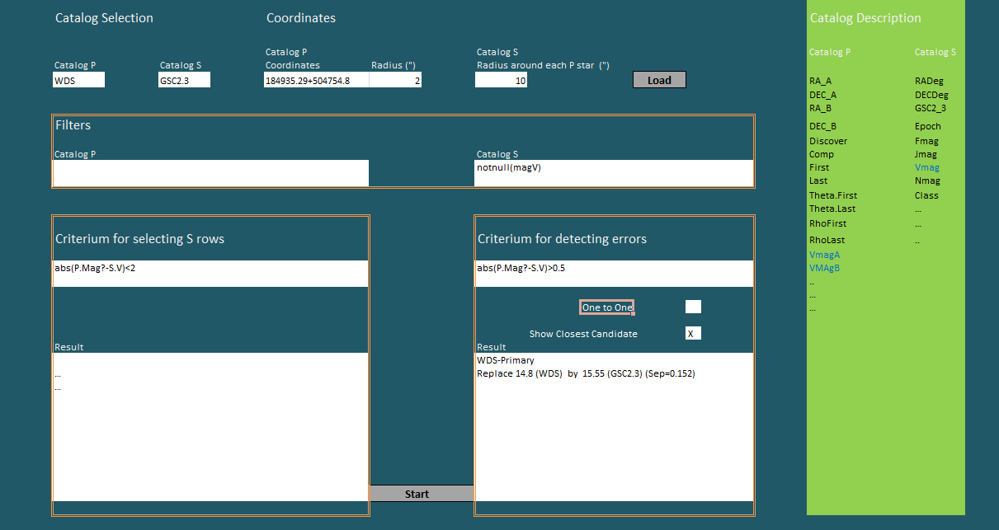 Catalog Selection
Coordinates
Catalog P
Catalog S
Catalog P
Catalog S
Coordinates
Radius (")
Radius around each P star (")
WDS
GSC2.3
184935.29+504754.8
2
10
Load
Filters
Catalog P
Catalog S
notnull(magV)
Criterium for selecting S rows
abs(P.Mag?-S.V)<2
Result
...
...
Criterium for detecting errors
abs(P.Mag?-S.V)>0.5
One to One
Show Closest Candidate
X
Result
WDS-Primary
Replace 14.8 (WDS) by 15.55 (GSC2.3) (Sep=0.152)
Start
Catalog Description
Catalog P
Catalog S
RA_A
RADeg
DEC_A
DECDeg
RA_B
GSC2_3
DEC_B
Epoch
Discover
Fmag
Comp
Jmag
First
Vmag
Last
Nmag
Theta.First
Class
Theta.Last
...
RhoFirst
...
RhoLast
..
VmagA
VMAgB
..
...
...